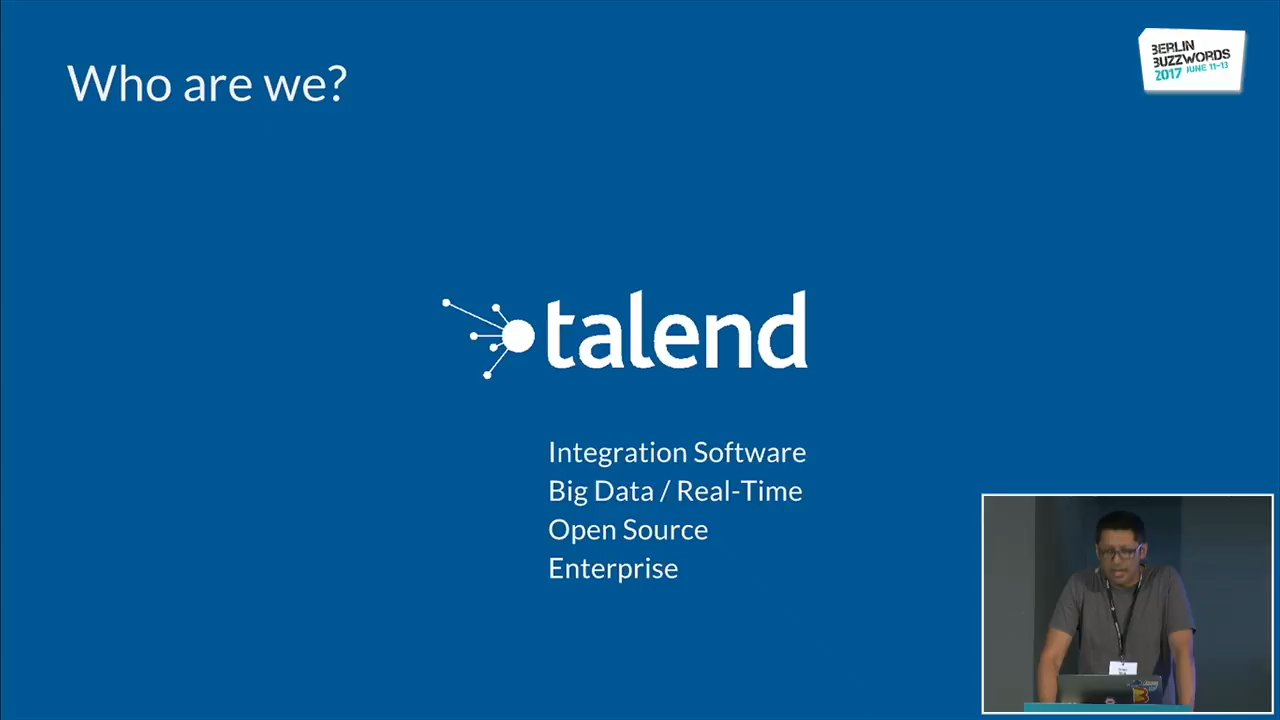 Who are we?
BERLIN
BUZZWORDS
2017 JUNE 11-13
talend
Integration Software
Big Data / Real-Time
Open Source
Enterprise